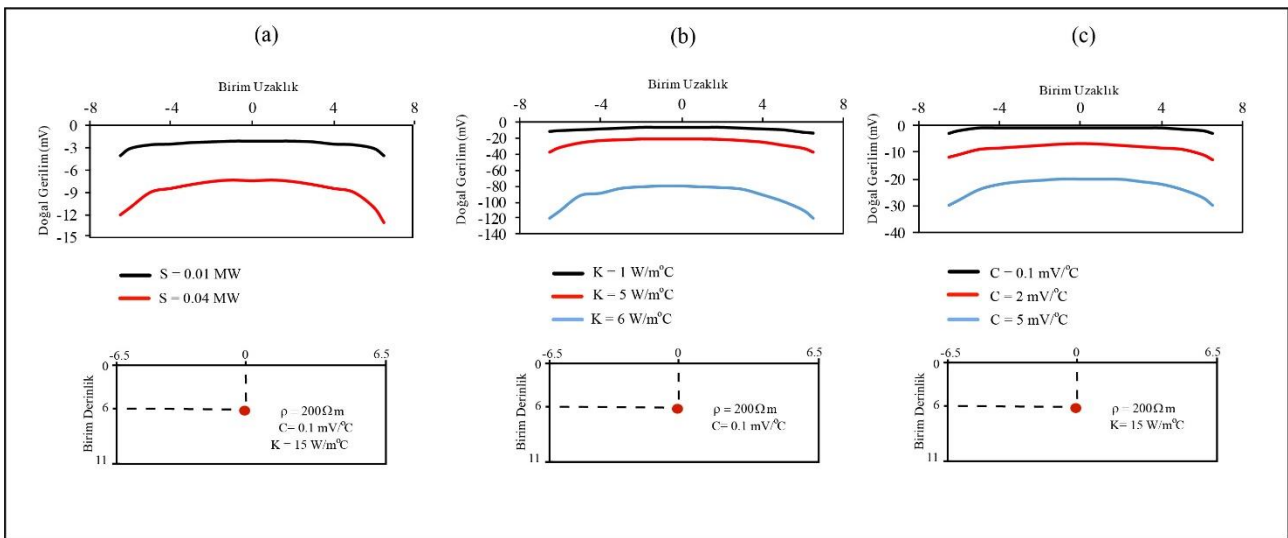 (a)
Birim Uzaklık
-8 -4 0 4 8
Doğal Gerilim (mV)
0
-3
-6
-9
-12
-15
S = 0.01 MW
S = 0.04 MW
-6.5 0 6.5
Birim Derinlik
0
6
11
ρ = 200Ωm
C= 0.1 mV/°C
K = 15 W/m°C
(b)
Birim Uzaklık
-8 -4 0 4 8
Doğal Gerilim (mV)
0
-20
-40
-60
-80
-100
-120
-140
K = 1 W/m°C
K = 5 W/m°C
K = 6 W/m°C
-6.5 0 6.5
Birim Derinlik
0
6
11
ρ = 200Ωm
C= 0.1 mV/°C
(c)
Birim Uzaklık
-8 -4 0 4 8
Doğal Gerilim (mV)
0
-10
-20
-30
-40
C = 0.1 mV/°C
C = 2 mV/°C
C = 5 mV/°C
-6.5 0 6.5
Birim Derinlik
0
6
11
ρ = 200Ωm
K= 15 W/m°C